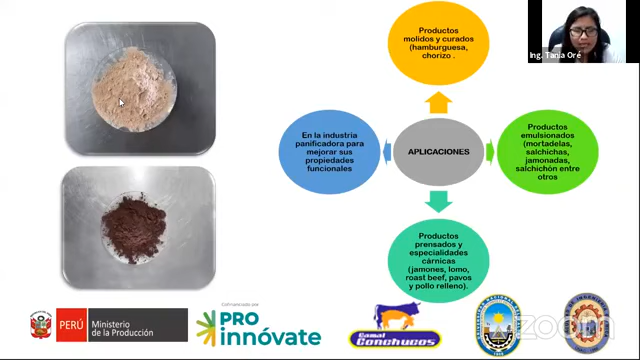 Productos
molidos y curados
(hamburguesa,
chorizo .
Ing. Tania Oré
En la industria
panificadora para
mejorar sus
propiedades
funcionales
APLICACIONES
Productos
emulsionados
(mortadelas,
salchichas,
jamonadas,
salchichón entre
otros
Productos
prensados y
especialidades
cárnicas
(jamones, lomo,
roast beef, pavos
y pollo relleno).
PERÚ
Ministerio
de la Producción
Cofinanciado por
PRO
innóvate
Camal
Conchucos
zoom